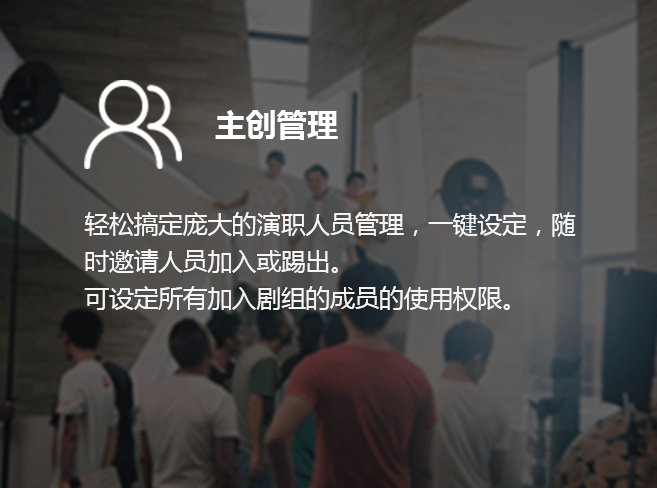 主创管理
轻松搞定庞大的演职人员管理，一键设定，随
时邀请人员加入或踢出。
可设定所有加入剧组的成员的使用权限。